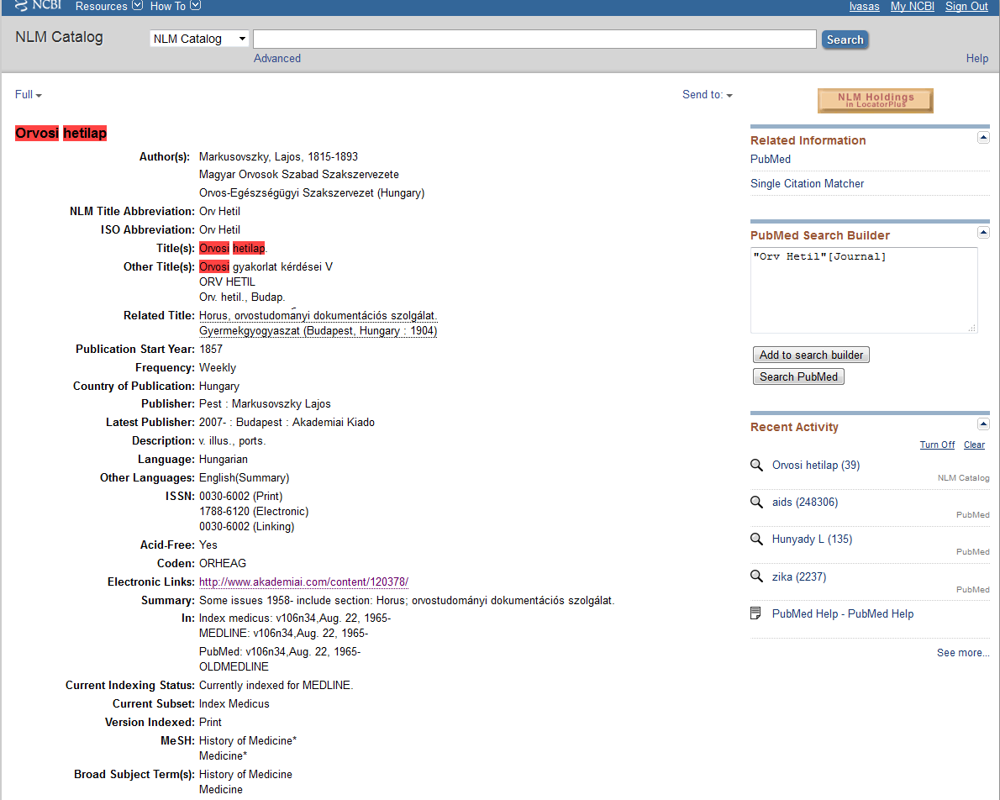 NCBI Resources How To lvasas My NCBI Sign Out
NLM Catalog NLM Catalog Search
Advanced Help
Full Send to:
NLM Holdings
in LocatorPlus
Orvosi hetilap
Author(s): Markusovszky, Lajos, 1815-1893
Magyar Orvosok Szabad Szakszervezete
Orvos-Egészségügyi Szakszervezet (Hungary)
NLM Title Abbreviation: Orv Hetil
ISO Abbreviation: Orv Hetil
Title(s): Orvosi hetilap.
Other Title(s): Orvosi gyakorlat kérdései V
ORV HETIL
Orv. hetil., Budap.
Related Title: Horus, orvostudományi dokumentációs szolgálat.
Gyermekgyogyaszat (Budapest, Hungary : 1904)
Publication Start Year: 1857
Frequency: Weekly
Country of Publication: Hungary
Publisher: Pest : Markusovszky Lajos
Latest Publisher: 2007- : Budapest : Akademiai Kiado
Description: v. illus., ports.
Language: Hungarian
Other Languages: English(Summary)
ISSN: 0030-6002 (Print)
1788-6120 (Electronic)
0030-6002 (Linking)
Acid-Free: Yes
Coden: ORHEAG
Electronic Links: http://www.akademiai.com/content/120378/
Summary: Some issues 1958- include section: Horus; orvostudományi dokumentációs szolgálat.
In: Index medicus: v106n34,Aug. 22, 1965-
MEDLINE: v106n34,Aug. 22, 1965-
PubMed: v106n34,Aug. 22, 1965-
OLDMEDLINE
Current Indexing Status: Currently indexed for MEDLINE.
Current Subset: Index Medicus
Version Indexed: Print
MeSH: History of Medicine*
Medicine*
Broad Subject Term(s): History of Medicine
Medicine
Related Information
PubMed
Single Citation Matcher
PubMed Search Builder
"Orv Hetil"[Journal]
Add to search builder
Search PubMed
Recent Activity
Turn Off Clear
Orvosi hetilap (39)
NLM Catalog
aids (248306)
PubMed
Hunyady L (135)
PubMed
zika (2237)
PubMed
PubMed Help - PubMed Help
See more...